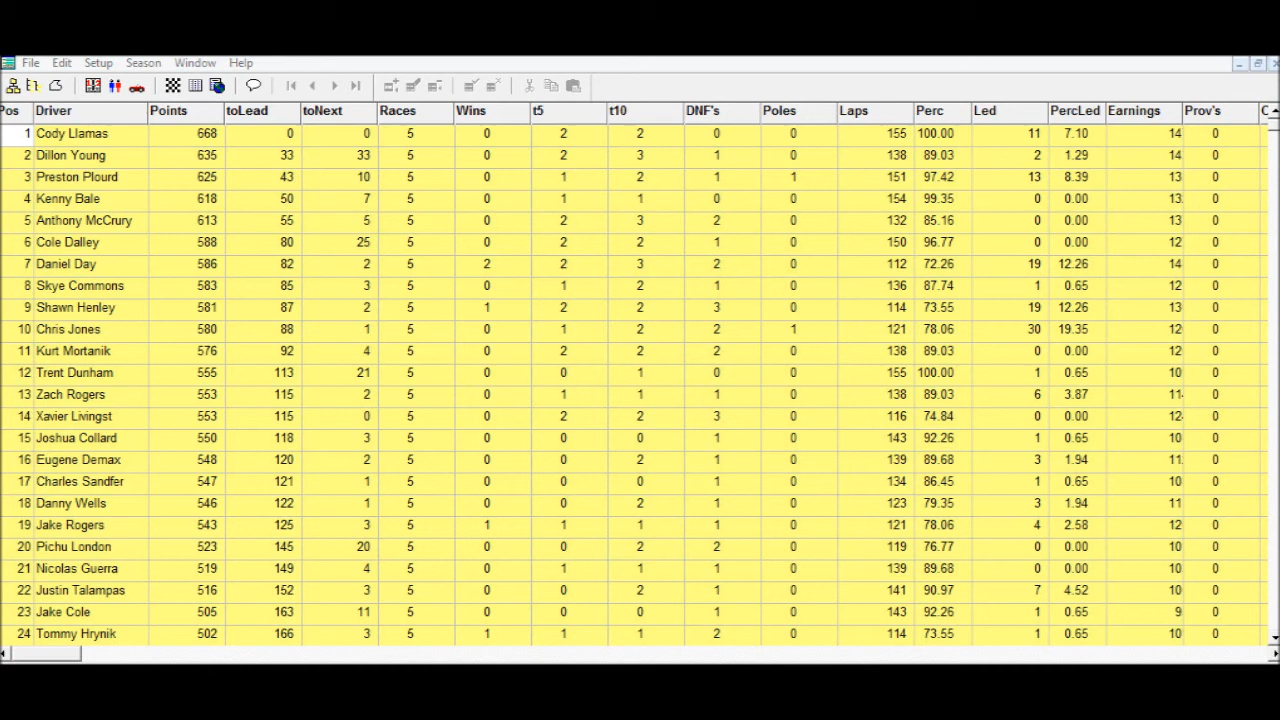 File Edit Setup Season Window Help
Pos Driver Points toLead toNext Races Wins t5 t10 DNF's Poles Laps Perc Led PercLed Earnings Prov's
1 Cody Llamas 668 0 0 5 0 2 2 0 0 155 100.00 11 7.10 14 0
2 Dillon Young 635 33 33 5 0 2 3 1 0 138 89.03 2 1.29 14 0
3 Preston Plourd 625 43 10 5 0 1 2 1 1 151 97.42 13 8.39 13 0
4 Kenny Bale 618 50 7 5 0 1 1 0 0 154 99.35 0 0.00 13 0
5 Anthony McCrury 613 55 5 5 0 2 3 2 0 132 85.16 0 0.00 13 0
6 Cole Dalley 588 80 25 5 0 2 2 1 0 150 96.77 0 0.00 12 0
7 Daniel Day 586 82 2 5 2 2 3 2 0 112 72.26 19 12.26 14 0
8 Skye Commons 583 85 3 5 0 1 2 1 0 136 87.74 1 0.65 12 0
9 Shawn Henley 581 87 2 5 1 2 2 3 0 114 73.55 19 12.26 13 0
10 Chris Jones 580 88 1 5 0 1 2 2 1 121 78.06 30 19.35 12 0
11 Kurt Mortanik 576 92 4 5 0 2 2 2 0 138 89.03 0 0.00 12 0
12 Trent Dunham 555 113 21 5 0 0 1 0 0 155 100.00 1 0.65 10 0
13 Zach Rogers 553 115 2 5 0 1 1 1 0 138 89.03 6 3.87 11 0
14 Xavier Livingst 553 115 0 5 0 2 2 3 0 116 74.84 0 0.00 12 0
15 Joshua Collard 550 118 3 5 0 0 0 1 0 143 92.26 1 0.65 10 0
16 Eugene Demax 548 120 2 5 0 0 2 1 0 139 89.68 3 1.94 11 0
17 Charles Sandfer 547 121 1 5 0 0 0 1 0 134 86.45 1 0.65 10 0
18 Danny Wells 546 122 1 5 0 0 2 1 0 123 79.35 3 1.94 11 0
19 Jake Rogers 543 125 3 5 1 1 1 1 0 121 78.06 4 2.58 12 0
20 Pichu London 523 145 20 5 0 0 2 2 0 119 76.77 0 0.00 10 0
21 Nicolas Guerra 519 149 4 5 0 1 1 1 0 139 89.68 0 0.00 10 0
22 Justin Talampas 516 152 3 5 0 0 2 1 0 141 90.97 7 4.52 10 0
23 Jake Cole 505 163 11 5 0 0 0 1 0 143 92.26 1 0.65 9 0
24 Tommy Hrynik 502 166 3 5 1 1 1 2 0 114 73.55 1 0.65 10 0